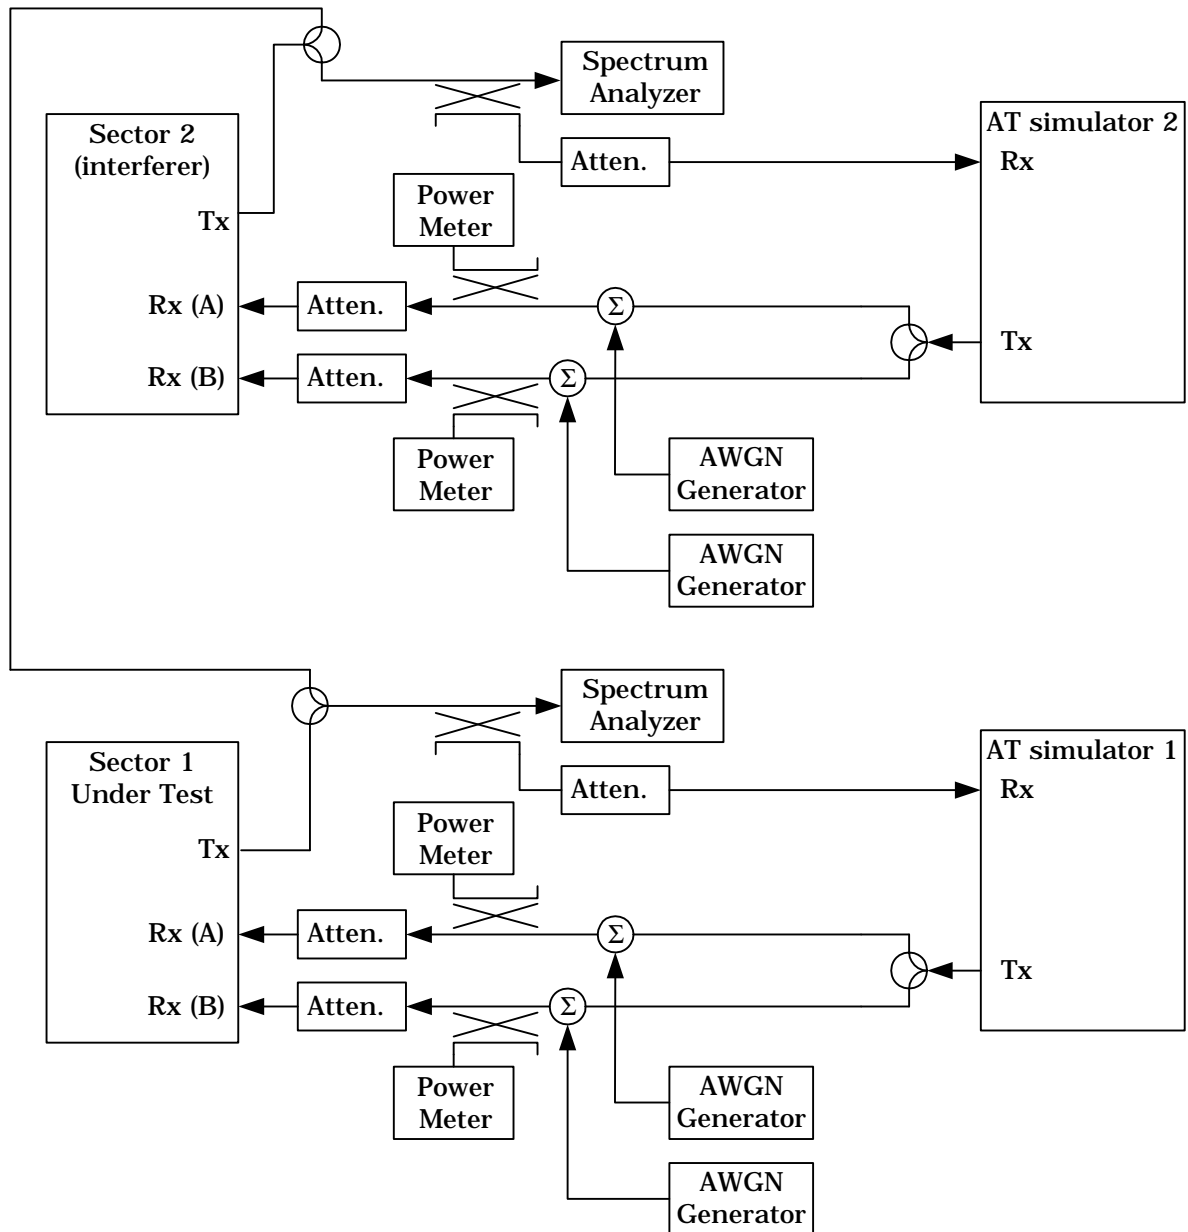 Spectrum
Analyzer
Sector 2
(interferer)
AT simulator 2
Atten.
Rx
Power
Meter
Tx
Rx (A)
Atten.
Σ
Tx
Rx (B)
Atten.
Σ
Power
Meter
AWGN
Generator
AWGN
Generator
Spectrum
Analyzer
Sector 1
Under Test
AT simulator 1
Atten.
Rx
Power
Meter
Tx
Rx (A)
Atten.
Σ
Tx
Rx (B)
Atten.
Σ
Power
Meter
AWGN
Generator
AWGN
Generator